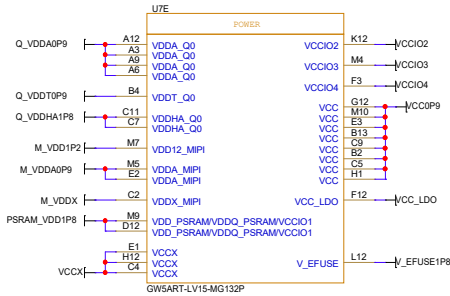 U7E
POWER
Q_VDDA0P9 A12 VDDA_Q0 VCCIO2 K12 VCCIO2
A3 VDDA_Q0
A9 VDDA_Q0 VCCIO3 M4 VCCIO3
A6 VDDA_Q0
VCCIO4 F3 VCCIO4
Q_VDDT0P9 B4 VDDT_Q0
VCC G12 VCC0P9
Q_VDDHA1P8 C11 VDDHA_Q0 VCC M10
C7 VDDHA_Q0 VCC E3
VCC B13
M_VDD1P2 M7 VDD12_MIPI VCC C9
VCC B2
M_VDDA0P9 M5 VDDA_MIPI VCC C5
E2 VDDA_MIPI VCC H1
M_VDDX C2 VDDX_MIPI VCC_LDO F12 VCC_LDO
PSRAM_VDD1P8 M9 VDD_PSRAM/VDDQ_PSRAM/VCCIO1
D12 VDD_PSRAM/VDDQ_PSRAM/VCCIO1
E1 VCCX
H12 VCCX V_EFUSE L12 V_EFUSE1P8
VCCX C4 VCCX
GW5ART-LV15-MG132P